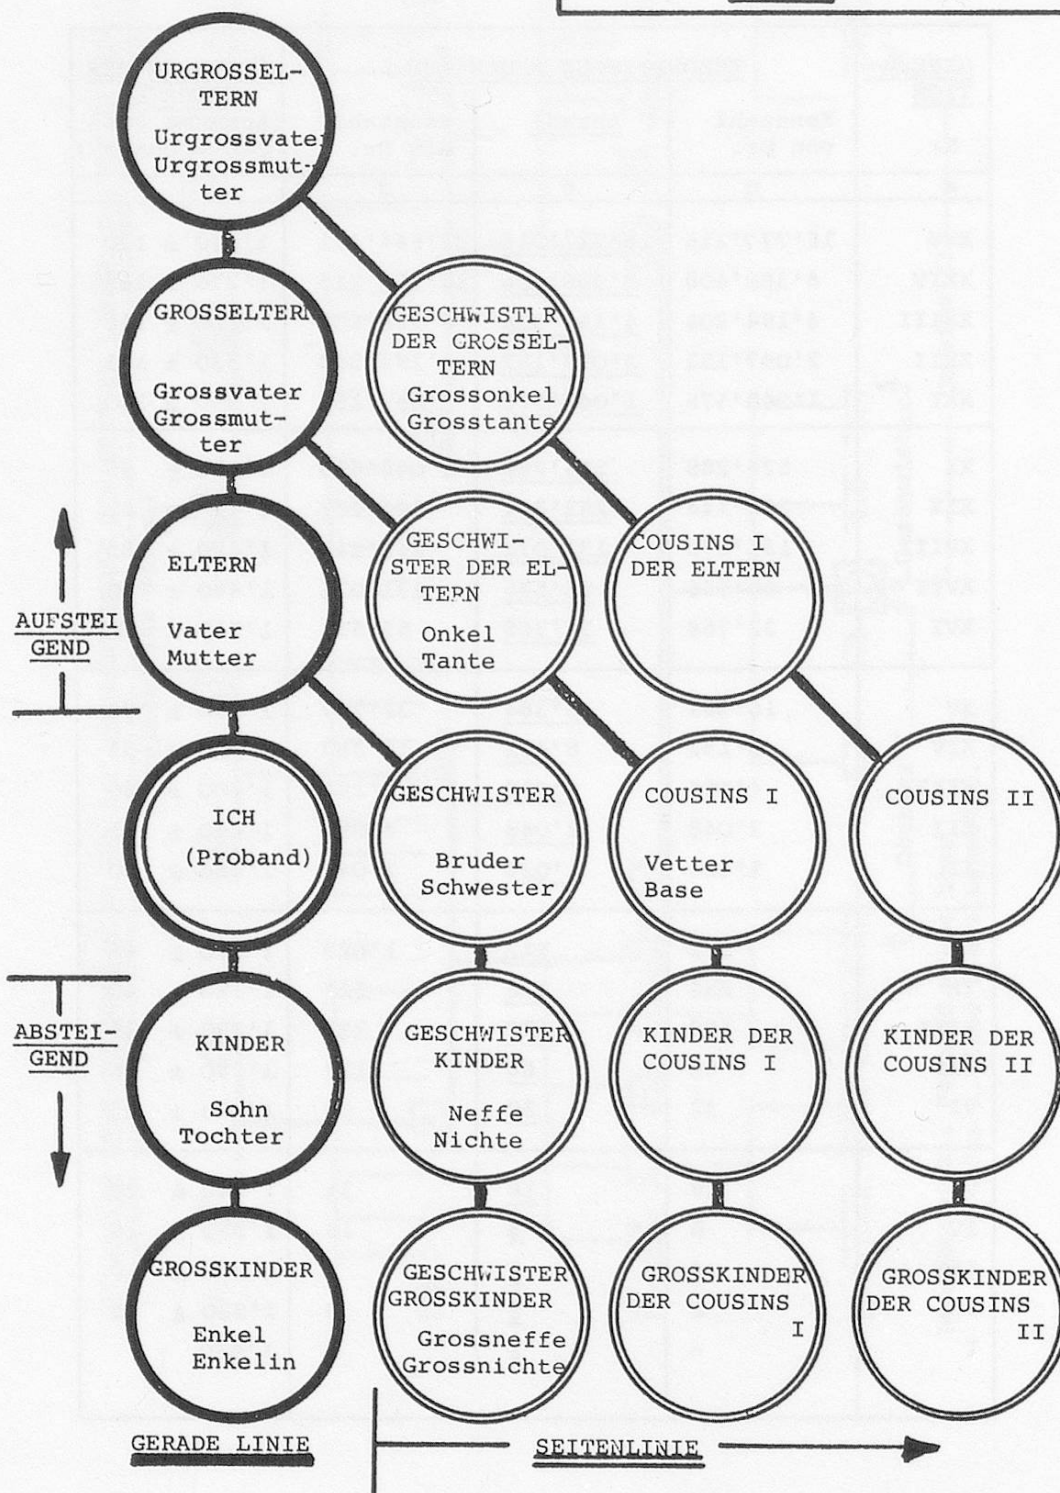 URGROSSEL-
TERN
Urgrossvater
Urgrossmut-
ter
GROSSELTERN
Grossvater
Grossmut-
ter
GESCHWISTER
DER GROSSEL-
TERN
Grossonkel
Grosstante
ELTERN
Vater
Mutter
GESCHWI-
STER DER EL-
TERN
Onkel
Tante
COUSINS I
DER ELTERN
AUFSTEI
GEND
ICH
(Proband)
GESCHWISTER
Bruder
Schwester
COUSINS I
Vetter
Base
COUSINS II
ABSTEI-
GEND
KINDER
Sohn
Tochter
GESCHWISTER
KINDER
Neffe
Nichte
KINDER DER
COUSINS I
KINDER DER
COUSINS II
GROSSKINDER
Enkel
Enkelin
GESCHWISTER
GROSSKINDER
Grossneffe
Grossnichte
GROSSKINDER
DER COUSINS
I
GROSSKINDER
DER COUSINS
II
GERADE LINIE
SEITENLINIE